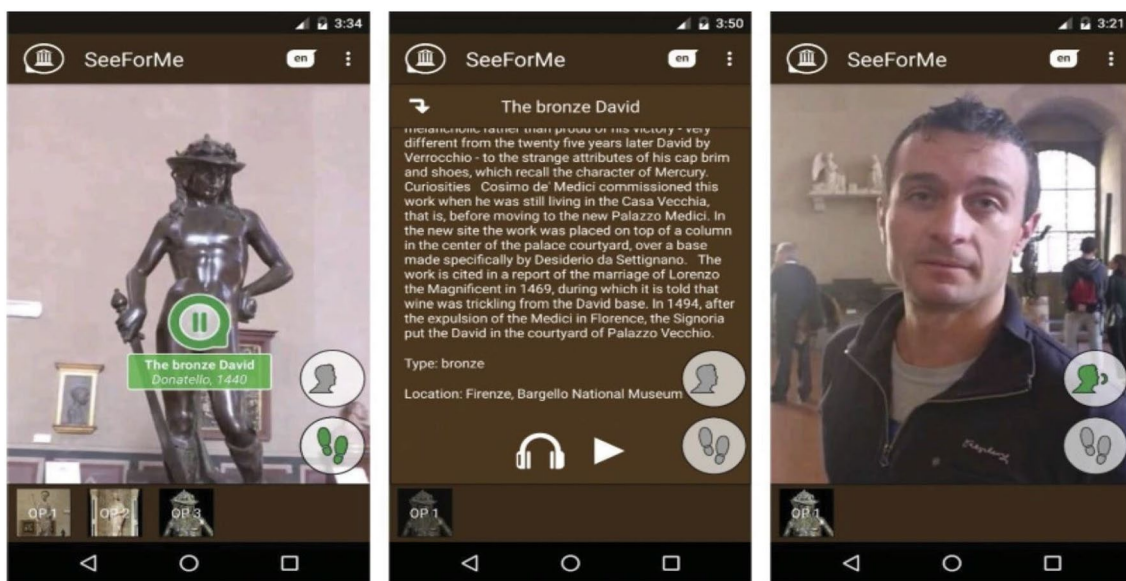 3:34
SeeForMe
en
The bronze David
Donatello, 1440
OP 1
OP 2
OP 3
3:50
SeeForMe
en
The bronze David
melancholic rather than proud of his victory - very
different from the twenty five years later David by
Verrocchio - to the strange attributes of his cap brim
and shoes, which recall the character of Mercury.
Curiosities Cosimo de' Medici commissioned this
work when he was still living in the Casa Vecchia,
that is, before moving to the new Palazzo Medici. In
the new site the work was placed on top of a column
in the center of the palace courtyard, over a base
made specifically by Desiderio da Settignano. The
work is cited in a report of the marriage of Lorenzo
the Magnificent in 1469, during which it is told that
wine was trickling from the David base. In 1494, after
the expulsion of the Medici in Florence, the Signoria
put the David in the courtyard of Palazzo Vecchio.
Type: bronze
Location: Firenze, Bargello National Museum
OP 1
3:21
SeeForMe
en
OP 1